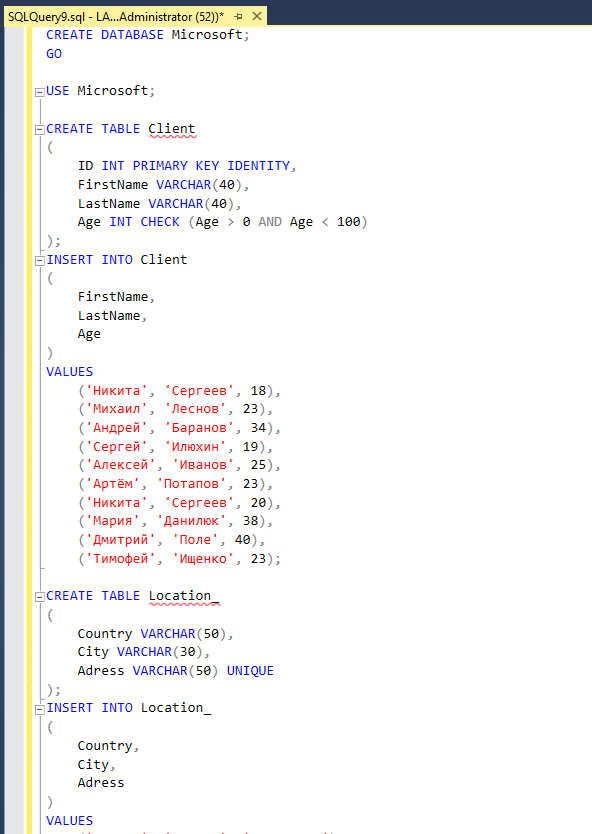 SQLQuery9.sql - LA...Administrator (52))*
CREATE DATABASE Microsoft;
GO
USE Microsoft;
CREATE TABLE Client
(
ID INT PRIMARY KEY IDENTITY,
FirstName VARCHAR(40),
LastName VARCHAR(40),
Age INT CHECK (Age > 0 AND Age < 100)
);
INSERT INTO Client
(
FirstName,
LastName,
Age
)
VALUES
('Никита', 'Сергеев', 18),
('Михаил', 'Леснов', 23),
('Андрей', 'Баранов', 34),
('Сергей', 'Илюхин', 19),
('Алексей', 'Иванов', 25),
('Артём', 'Потапов', 23),
('Никита', 'Сергеев', 20),
('Мария', 'Данилюк', 38),
('Дмитрий', 'Поле', 40),
('Тимофей', 'Ищенко', 23);
CREATE TABLE Location_
(
Country VARCHAR(50),
City VARCHAR(30),
Adress VARCHAR(50) UNIQUE
);
INSERT INTO Location_
(
Country,
City,
Adress
)
VALUES